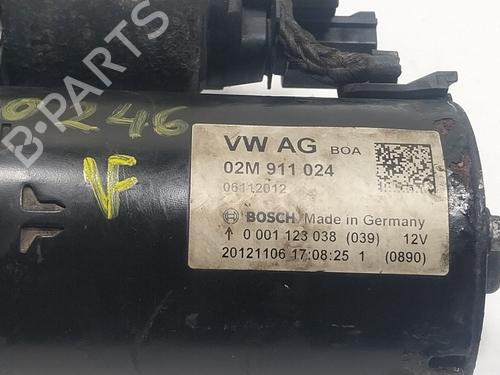 B-PARTS
0246
VF
VW AG BOA
02M 911 024
06112012
BOSCH Made in Germany
↑ 0 001 123 038 (039) 12V
20121106 17:08:25 1 (0890)